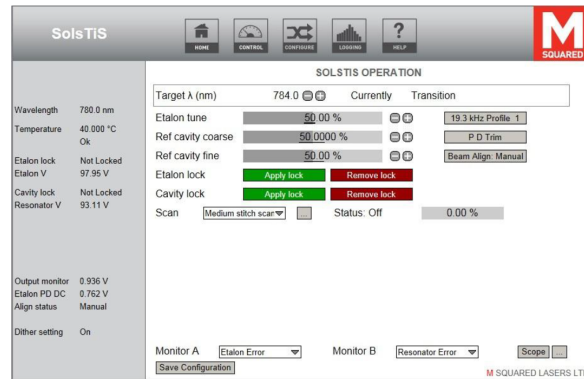 SolsTiS
HOME
CONTROL
CONFIGURE
LOGGING
HELP
M
SQUARED
SOLSTIS OPERATION
Target λ (nm) 784.0 Currently Transition
Wavelength 780.0 nm
Temperature 40.000 °C
Ok
Etalon lock Not Locked
Etalon V 97.95 V
Cavity lock Not Locked
Resonator V 93.11 V
Output monitor 0.936 V
Etalon PD DC 0.762 V
Align status Manual
Dither setting On
Etalon tune 50.00 % 19.3 kHz Profile 1
Ref cavity coarse 50.0000 % P D Trim
Ref cavity fine 50.00 % Beam Align: Manual
Etalon lock Apply lock Remove lock
Cavity lock Apply lock Remove lock
Scan Medium stitch scan ... Status: Off 0.00 %
Monitor A Etalon Error Monitor B Resonator Error Scope ...
Save Configuration
M SQUARED LASERS LT